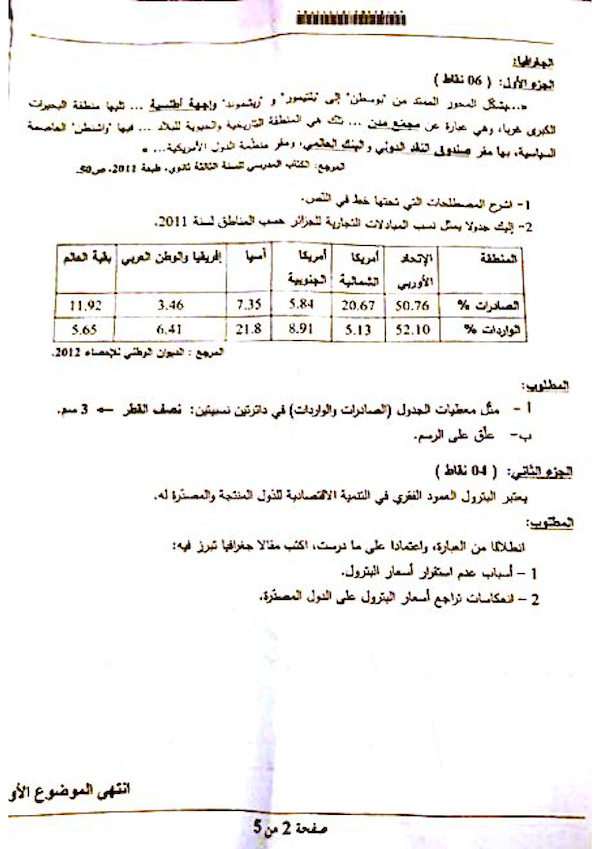 الجغرافيا:
الجزء الأول: ( 06 نقاط )
«...يشكّل المحور الممتد من "بوسطن" إلى "بلتيمور" و "ريتشموند" واجهة أطلسية ... تليها منطقة البحيرات
الكبرى غربا، وهي عبارة عن مجمع مدن ... تلك هي المنطقة التاريخية والحيوية للبلاد ... فيها "واشنطن" العاصمة
السياسية، بها مقر صندوق النقد الدولي والبنك العالمي، ومقر منظمة الدول الأمريكية... »
المرجع: الكتاب المدرسي للسنة الثالثة ثانوي، طبعة 2011، ص50.
1- اشرح المصطلحات التي تحتها خط في النص.
2- إليك جدولا يمثل نسب المبادلات التجارية للجزائر حسب المناطق لسنة 2011.
المنطقة الإتحاد الأوربي أمريكا الشمالية أمريكا الجنوبية آسيا إفريقيا والوطن العربي بقية العالم
الصادرات % 50.76 20.67 5.84 7.35 3.46 11.92
الواردات % 52.10 5.13 8.91 21.8 6.41 5.65
المرجع : الديوان الوطني للإحصاء 2012.
المطلوب:
أ - مثّل معطيات الجدول (الصادرات والواردات) في دائرتين نسبيتين: نصف القطر ← 3 سم.
ب- علّق على الرسم.
الجزء الثاني: ( 04 نقاط )
يعتبر البترول العمود الفقري في التنمية الاقتصادية للدول المنتجة والمصدّرة له.
المطلوب:
انطلاقا من العبارة، واعتمادا على ما درست، اكتب مقالا جغرافيا تبرز فيه:
1 - أسباب عدم استقرار أسعار البترول.
2 - انعكاسات تراجع أسعار البترول على الدول المصدّرة.
انتهى الموضوع الأو
صفحة 2 من 5